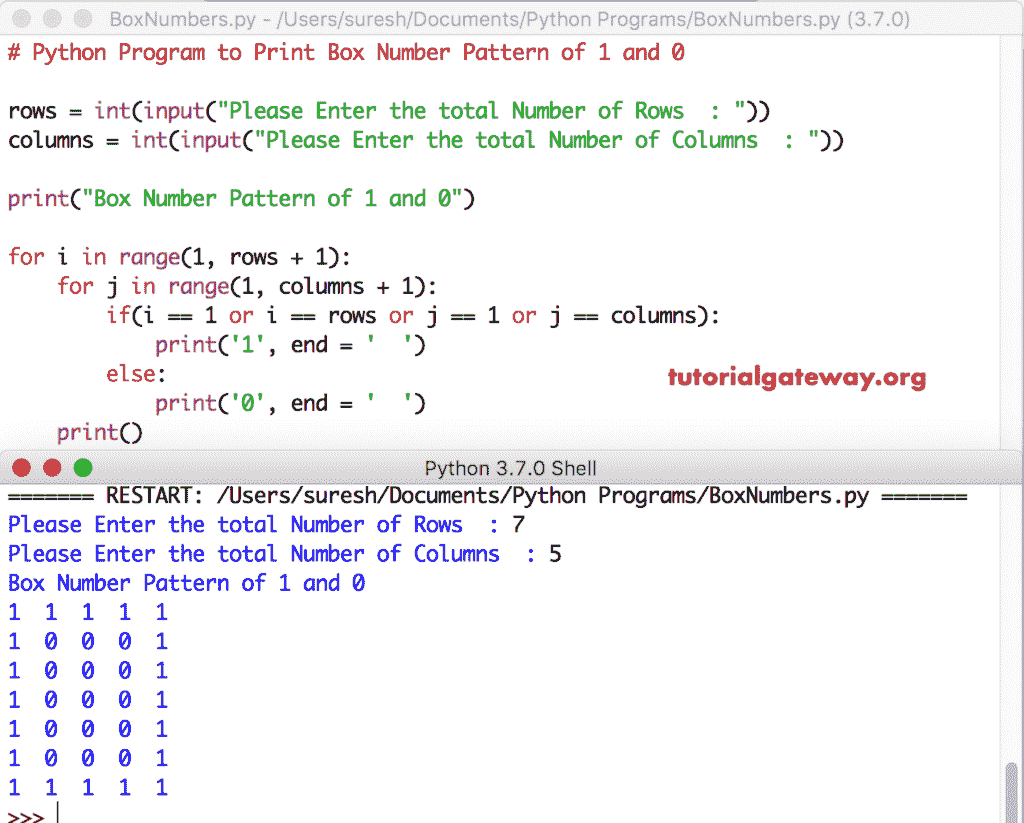 BoxNumbers.py - /Users/suresh/Documents/Python Programs/BoxNumbers.py (3.7.0)
# Python Program to Print Box Number Pattern of 1 and 0
rows = int(input("Please Enter the total Number of Rows  : "))
columns = int(input("Please Enter the total Number of Columns  : "))
print("Box Number Pattern of 1 and 0")
for i in range(1, rows + 1):
    for j in range(1, columns + 1):
        if(i == 1 or i == rows or j == 1 or j == columns):
            print('1', end = '  ')
        else:
            print('0', end = '  ')
    print()
tutorialgateway.org
Python 3.7.0 Shell
======= RESTART: /Users/suresh/Documents/Python Programs/BoxNumbers.py =======
Please Enter the total Number of Rows  : 7
Please Enter the total Number of Columns  : 5
Box Number Pattern of 1 and 0
1  1  1  1  1
1  0  0  0  1
1  0  0  0  1
1  0  0  0  1
1  0  0  0  1
1  0  0  0  1
1  1  1  1  1
>>>